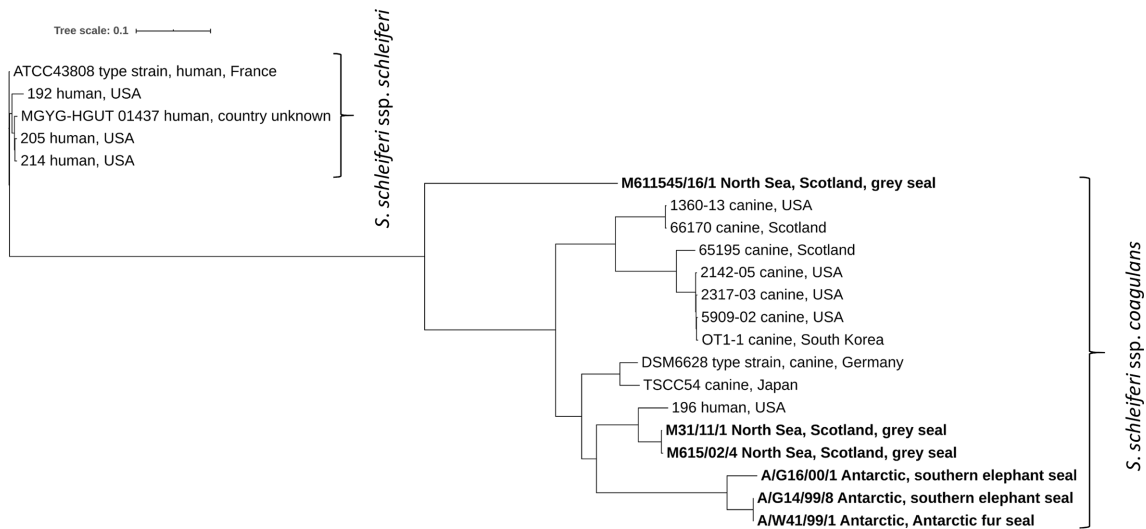 Tree scale: 0.1
ATCC43808 type strain, human, France
192 human, USA
MGYG-HGUT 01437 human, country unknown
205 human, USA
214 human, USA
S. schleiferi ssp. schleiferi
M611545/16/1 North Sea, Scotland, grey seal
1360-13 canine, USA
66170 canine, Scotland
65195 canine, Scotland
2142-05 canine, USA
2317-03 canine, USA
5909-02 canine, USA
OT1-1 canine, South Korea
DSM6628 type strain, canine, Germany
TSCC54 canine, Japan
196 human, USA
M31/11/1 North Sea, Scotland, grey seal
M615/02/4 North Sea, Scotland, grey seal
A/G16/00/1 Antarctic, southern elephant seal
A/G14/99/8 Antarctic, southern elephant seal
A/W41/99/1 Antarctic, Antarctic fur seal
S. schleiferi ssp. coagulans